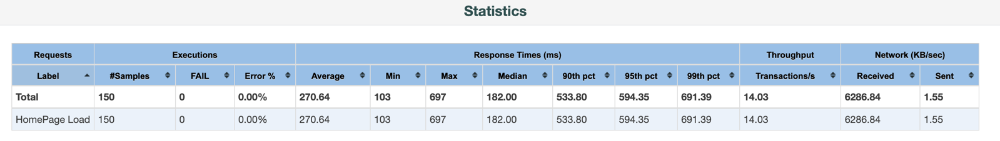 Statistics
Requests Executions Response Times (ms) Throughput Network (KB/sec)
Label #Samples FAIL Error % Average Min Max Median 90th pct 95th pct 99th pct Transactions/s Received Sent
Total 150 0 0.00% 270.64 103 697 182.00 533.80 594.35 691.39 14.03 6286.84 1.55
HomePage Load 150 0 0.00% 270.64 103 697 182.00 533.80 594.35 691.39 14.03 6286.84 1.55